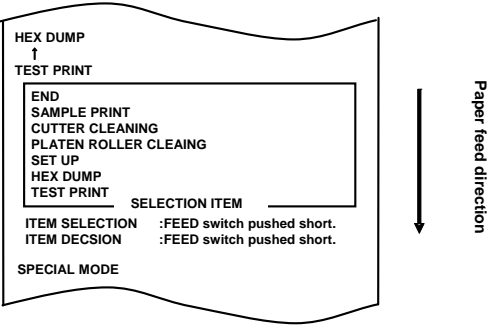 HEX DUMP
↑
TEST PRINT
END
SAMPLE PRINT
CUTTER CLEANING
PLATEN ROLLER CLEAING
SET UP
HEX DUMP
TEST PRINT
SELECTION ITEM
ITEM SELECTION :FEED switch pushed short.
ITEM DECSION :FEED switch pushed short.
SPECIAL MODE
Paper feed direction